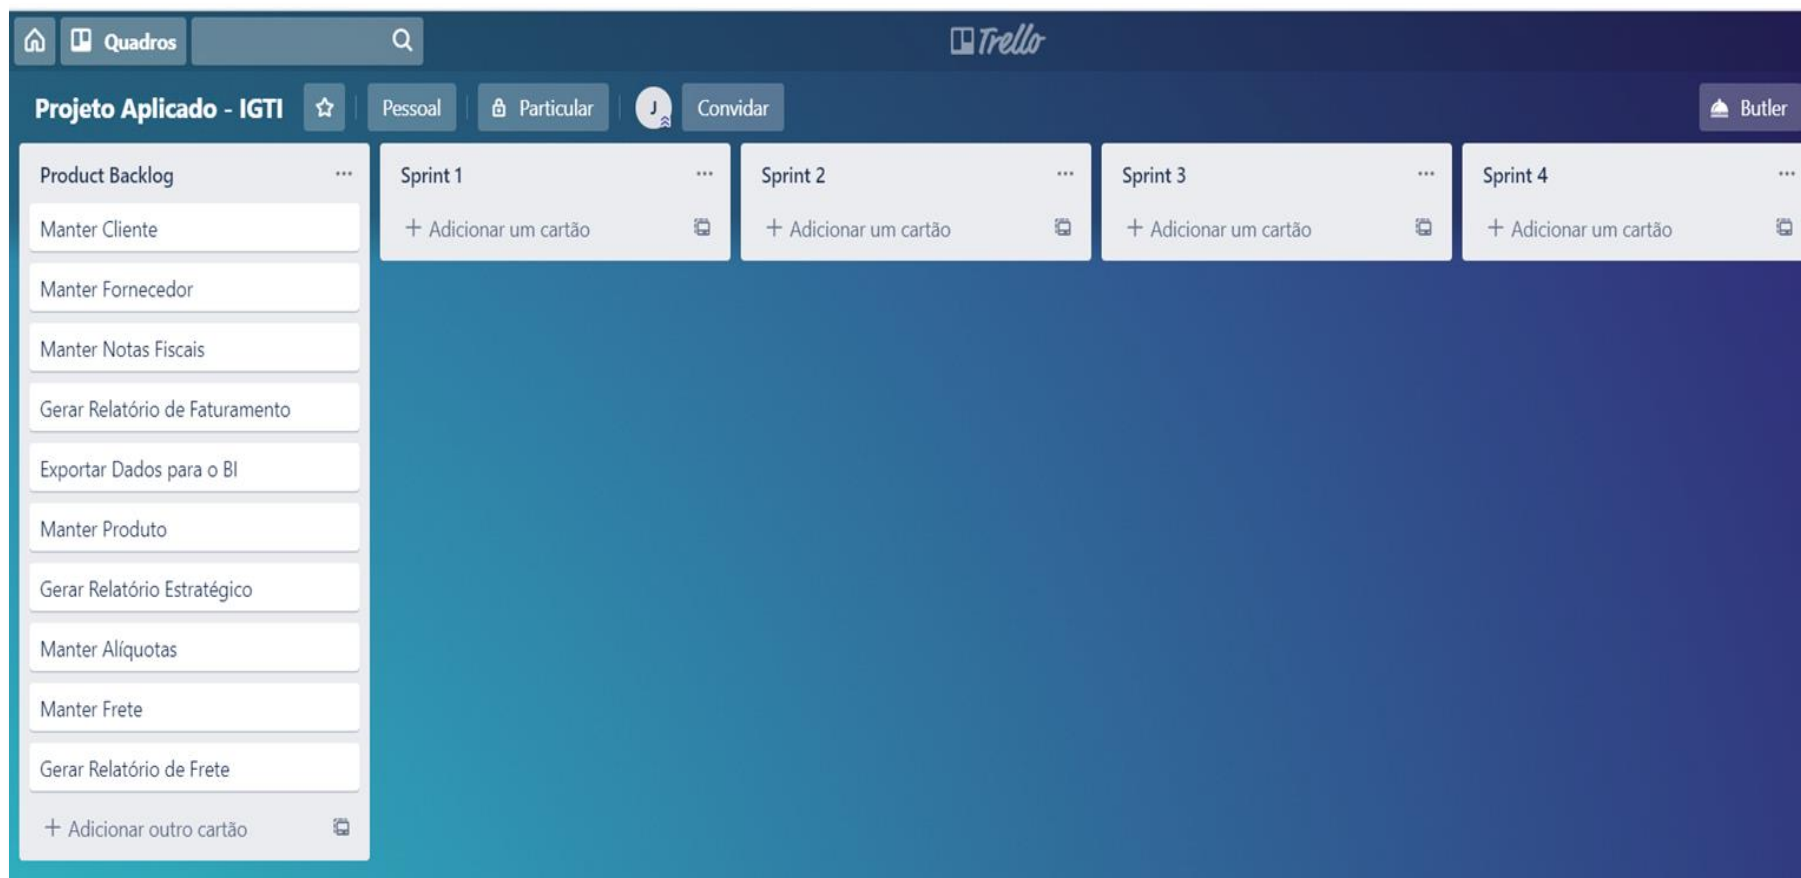 Quadros
Trello
Projeto Aplicado - IGTI
Pessoal
Particular
J
Convidar
Butler
Product Backlog
Manter Cliente
Manter Fornecedor
Manter Notas Fiscais
Gerar Relatório de Faturamento
Exportar Dados para o BI
Manter Produto
Gerar Relatório Estratégico
Manter Alíquotas
Manter Frete
Gerar Relatório de Frete
+ Adicionar outro cartão
Sprint 1
+ Adicionar um cartão
Sprint 2
+ Adicionar um cartão
Sprint 3
+ Adicionar um cartão
Sprint 4
+ Adicionar um cartão